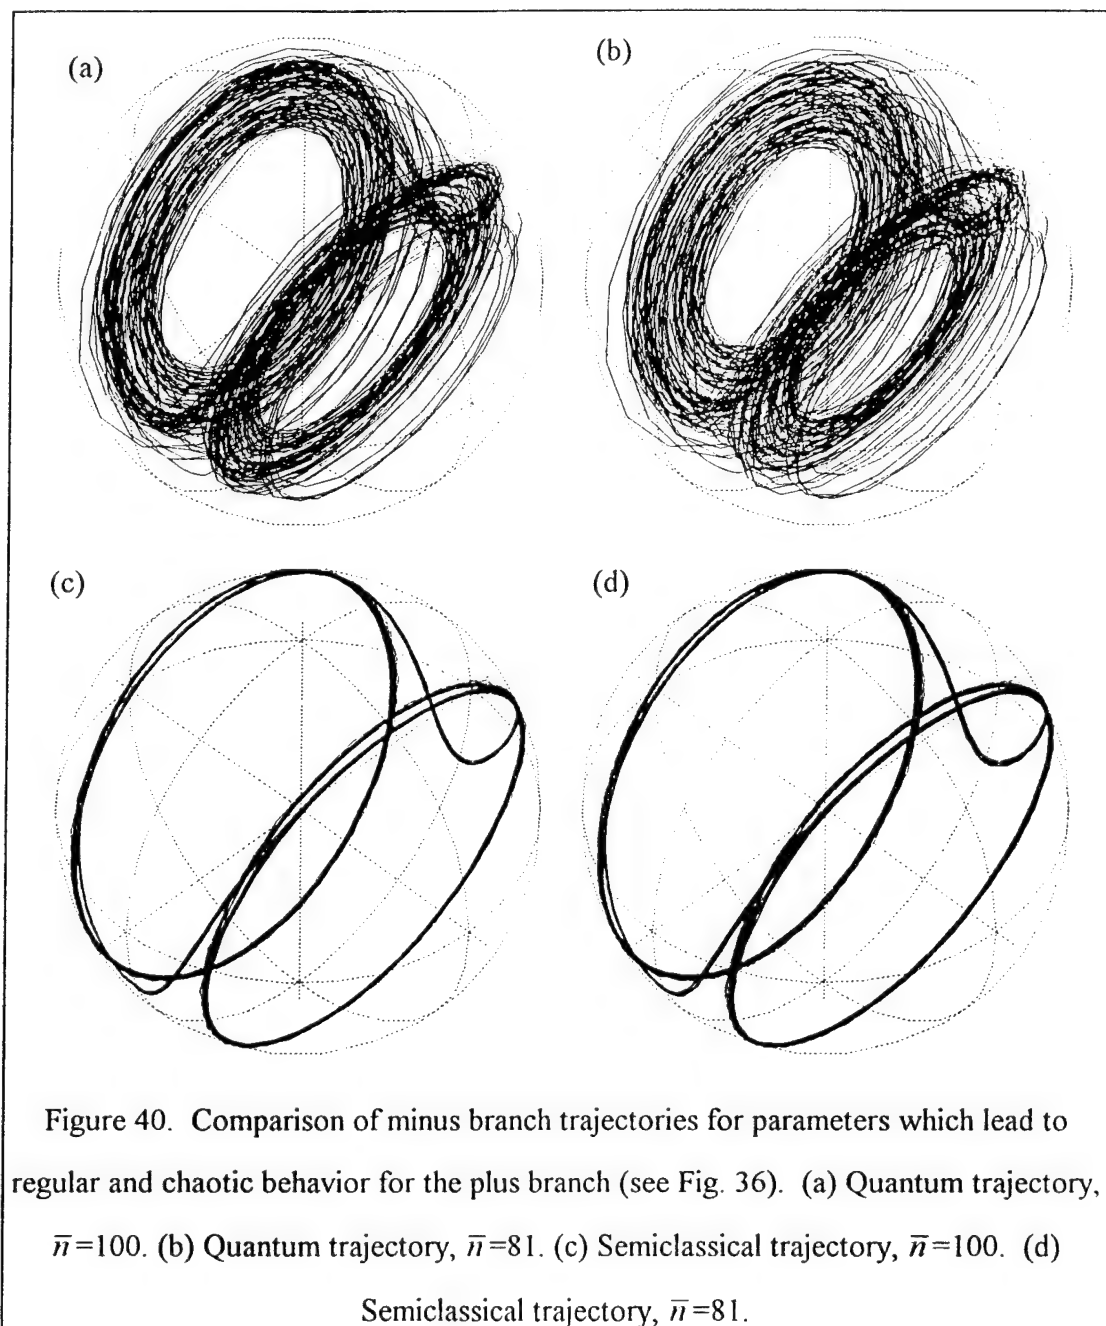 (a)
(b)
(c)
(d)
Figure 40. Comparison of minus branch trajectories for parameters which lead to
regular and chaotic behavior for the plus branch (see Fig. 36). (a) Quantum trajectory,
n̅=100. (b) Quantum trajectory, n̅=81. (c) Semiclassical trajectory, n̅=100. (d)
Semiclassical trajectory, n̅=81.